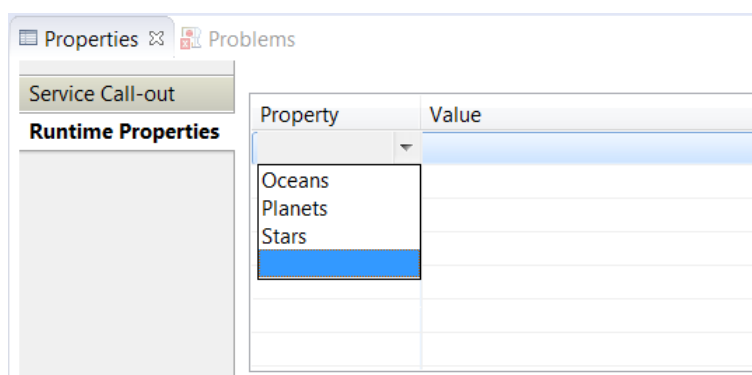 Properties Problems
Service Call-out
Runtime Properties
Property Value
Oceans
Planets
Stars